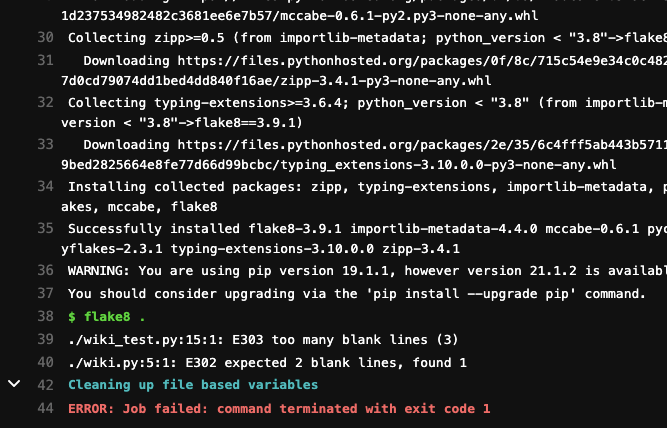 1d237534982482c3681ee6e7b57/mccabe-0.6.1-py2.py3-none-any.whl
30 Collecting zipp>=0.5 (from importlib-metadata; python_version < "3.8"->flake8
31 Downloading https://files.pythonhosted.org/packages/0f/8c/715c54e9e34c0c482
7d0cd79074dd1bed4dd840f16ae/zipp-3.4.1-py3-none-any.whl
32 Collecting typing-extensions>=3.6.4; python_version < "3.8" (from importlib-m
version < "3.8"->flake8==3.9.1)
33 Downloading https://files.pythonhosted.org/packages/2e/35/6c4fff5ab443b5711
9bed2825664e8fe77d66d99bcbc/typing_extensions-3.10.0.0-py3-none-any.whl
34 Installing collected packages: zipp, typing-extensions, importlib-metadata, p
akes, mccabe, flake8
35 Successfully installed flake8-3.9.1 importlib-metadata-4.4.0 mccabe-0.6.1 pyc
yflakes-2.3.1 typing-extensions-3.10.0.0 zipp-3.4.1
36 WARNING: You are using pip version 19.1.1, however version 21.1.2 is availabl
37 You should consider upgrading via the 'pip install --upgrade pip' command.
38 $ flake8 .
39 ./wiki_test.py:15:1: E303 too many blank lines (3)
40 ./wiki.py:5:1: E302 expected 2 blank lines, found 1
42 Cleaning up file based variables
44 ERROR: Job failed: command terminated with exit code 1